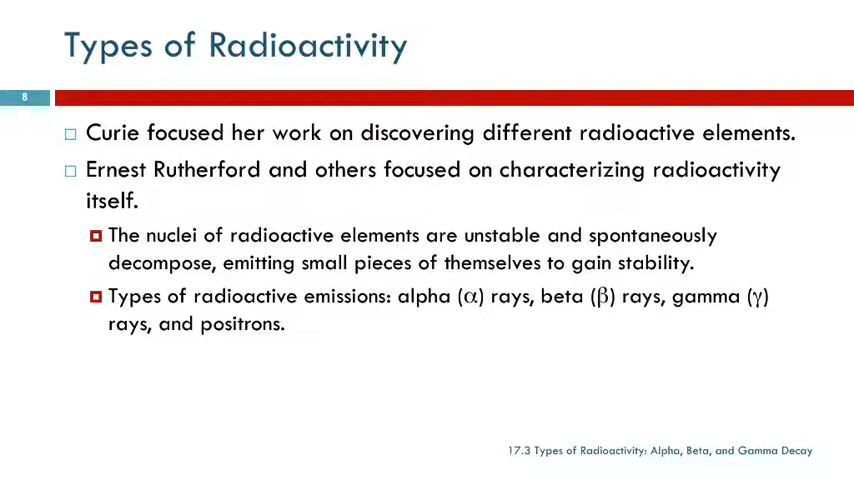 Types of Radioactivity
8
Curie focused her work on discovering different radioactive elements.
Ernest Rutherford and others focused on characterizing radioactivity
itself.
The nuclei of radioactive elements are unstable and spontaneously
decompose, emitting small pieces of themselves to gain stability.
Types of radioactive emissions: alpha (α) rays, beta (β) rays, gamma (γ)
rays, and positrons.
17.3 Types of Radioactivity: Alpha, Beta, and Gamma Decay